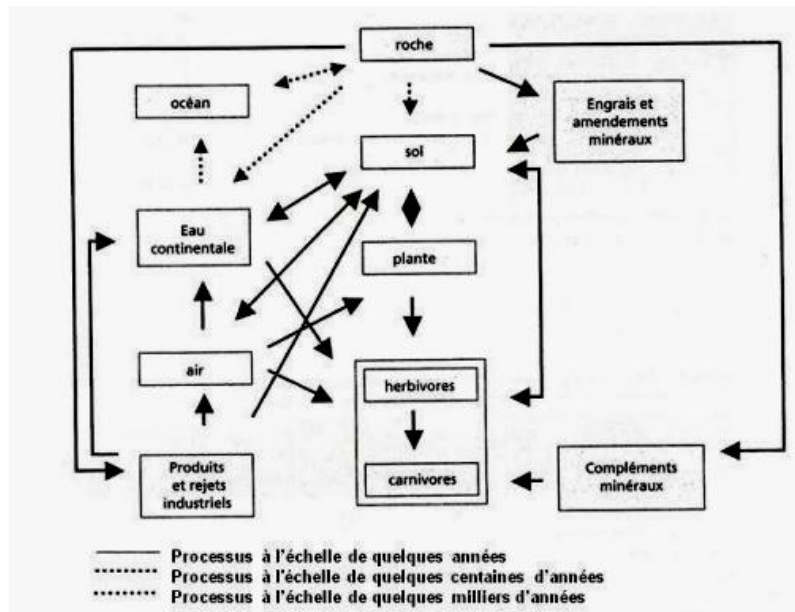 roche
océan
Engrais et
amendements
minéraux
sol
Eau
continentale
plante
air
herbivores
carnivores
Produits
et rejets
industriels
Compléments
minéraux
Processus à l'échelle de quelques années
Processus à l'échelle de quelques centaines d'années
Processus à l'échelle de quelques milliers d'années